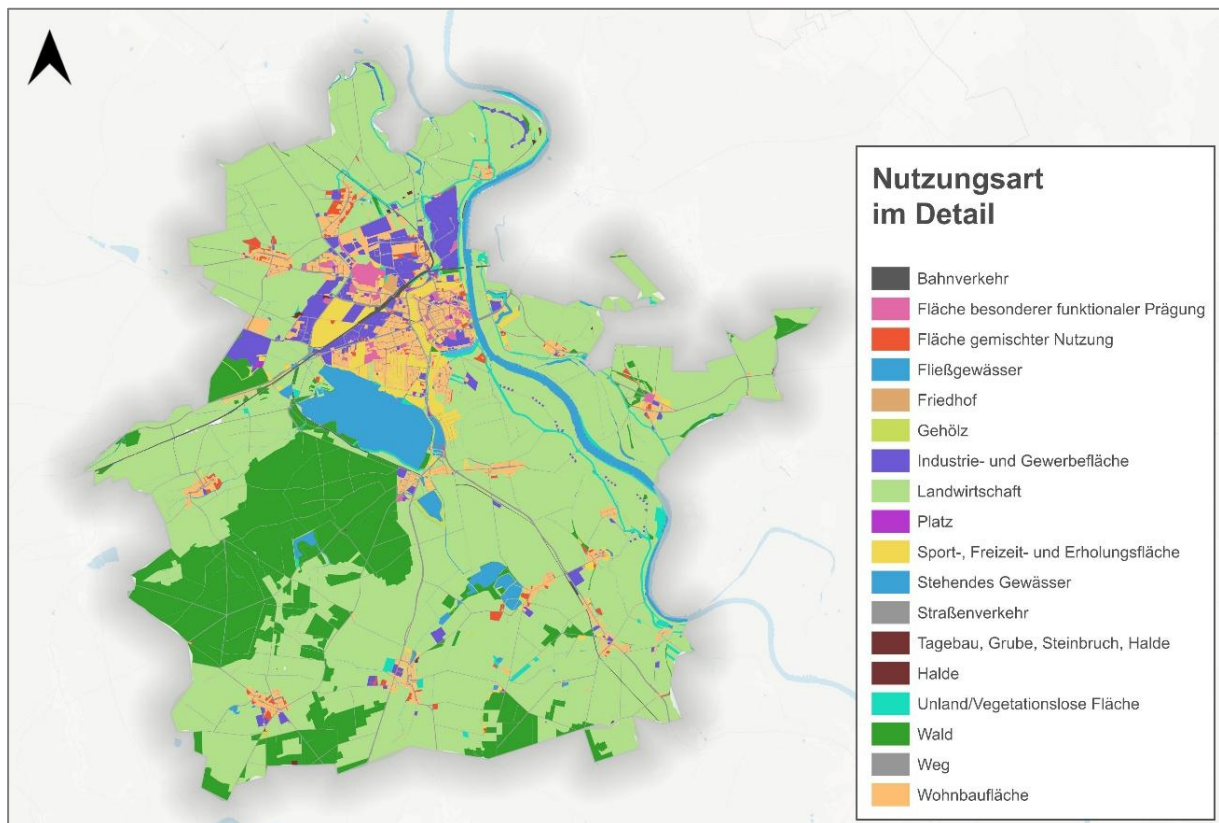 Nutzungsart
im Detail
Bahnverkehr
Fläche besonderer funktionaler Prägung
Fläche gemischter Nutzung
Fließgewässer
Friedhof
Gehölz
Industrie- und Gewerbefläche
Landwirtschaft
Platz
Sport-, Freizeit- und Erholungsfläche
Stehendes Gewässer
Straßenverkehr
Tagebau, Grube, Steinbruch, Halde
Halde
Unland/Vegetationslose Fläche
Wald
Weg
Wohnbaufläche